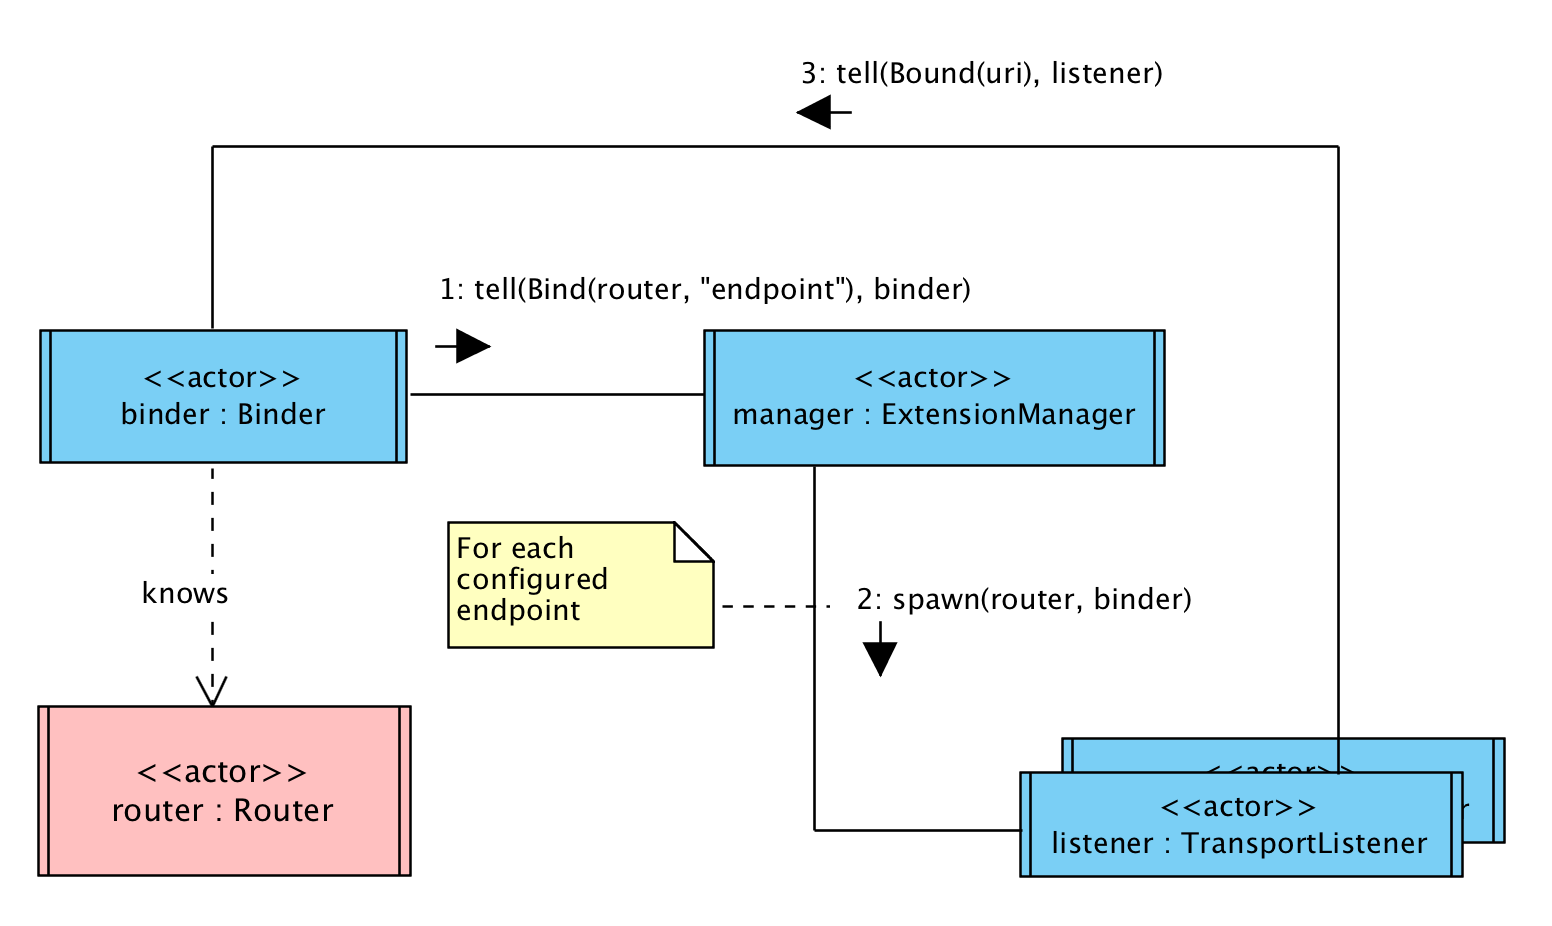 3: tell(Bound(uri), listener)
1: tell(Bind(router, "endpoint"), binder)
<<actor>>
binder : Binder
<<actor>>
manager : ExtensionManager
For each
configured
endpoint
knows
2: spawn(router, binder)
<<actor>>
router : Router
<<actor>>
<<actor>>
listener : TransportListener